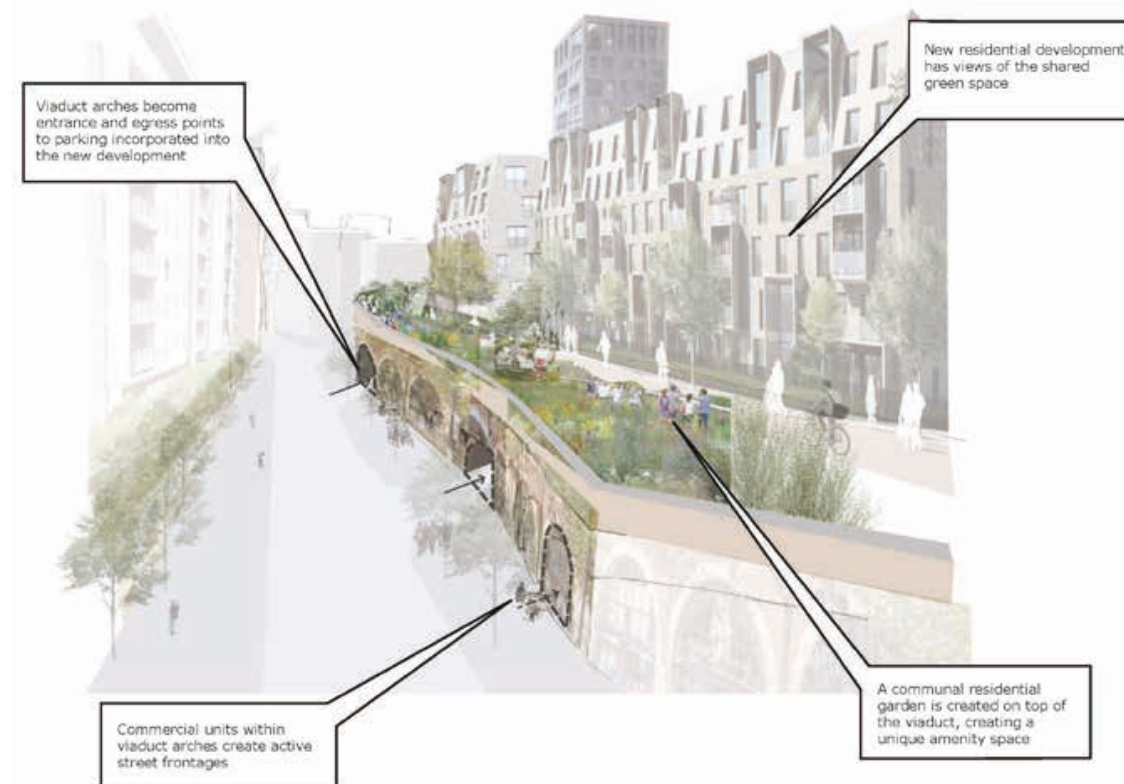 New residential development
has views of the shared
green space
Viaduct arches become
entrance and egress points
to parking incorporated into
the new development
A communal residential
garden is created on top of
the viaduct, creating a
unique amenity space
Commercial units within
viaduct arches create active
street frontages